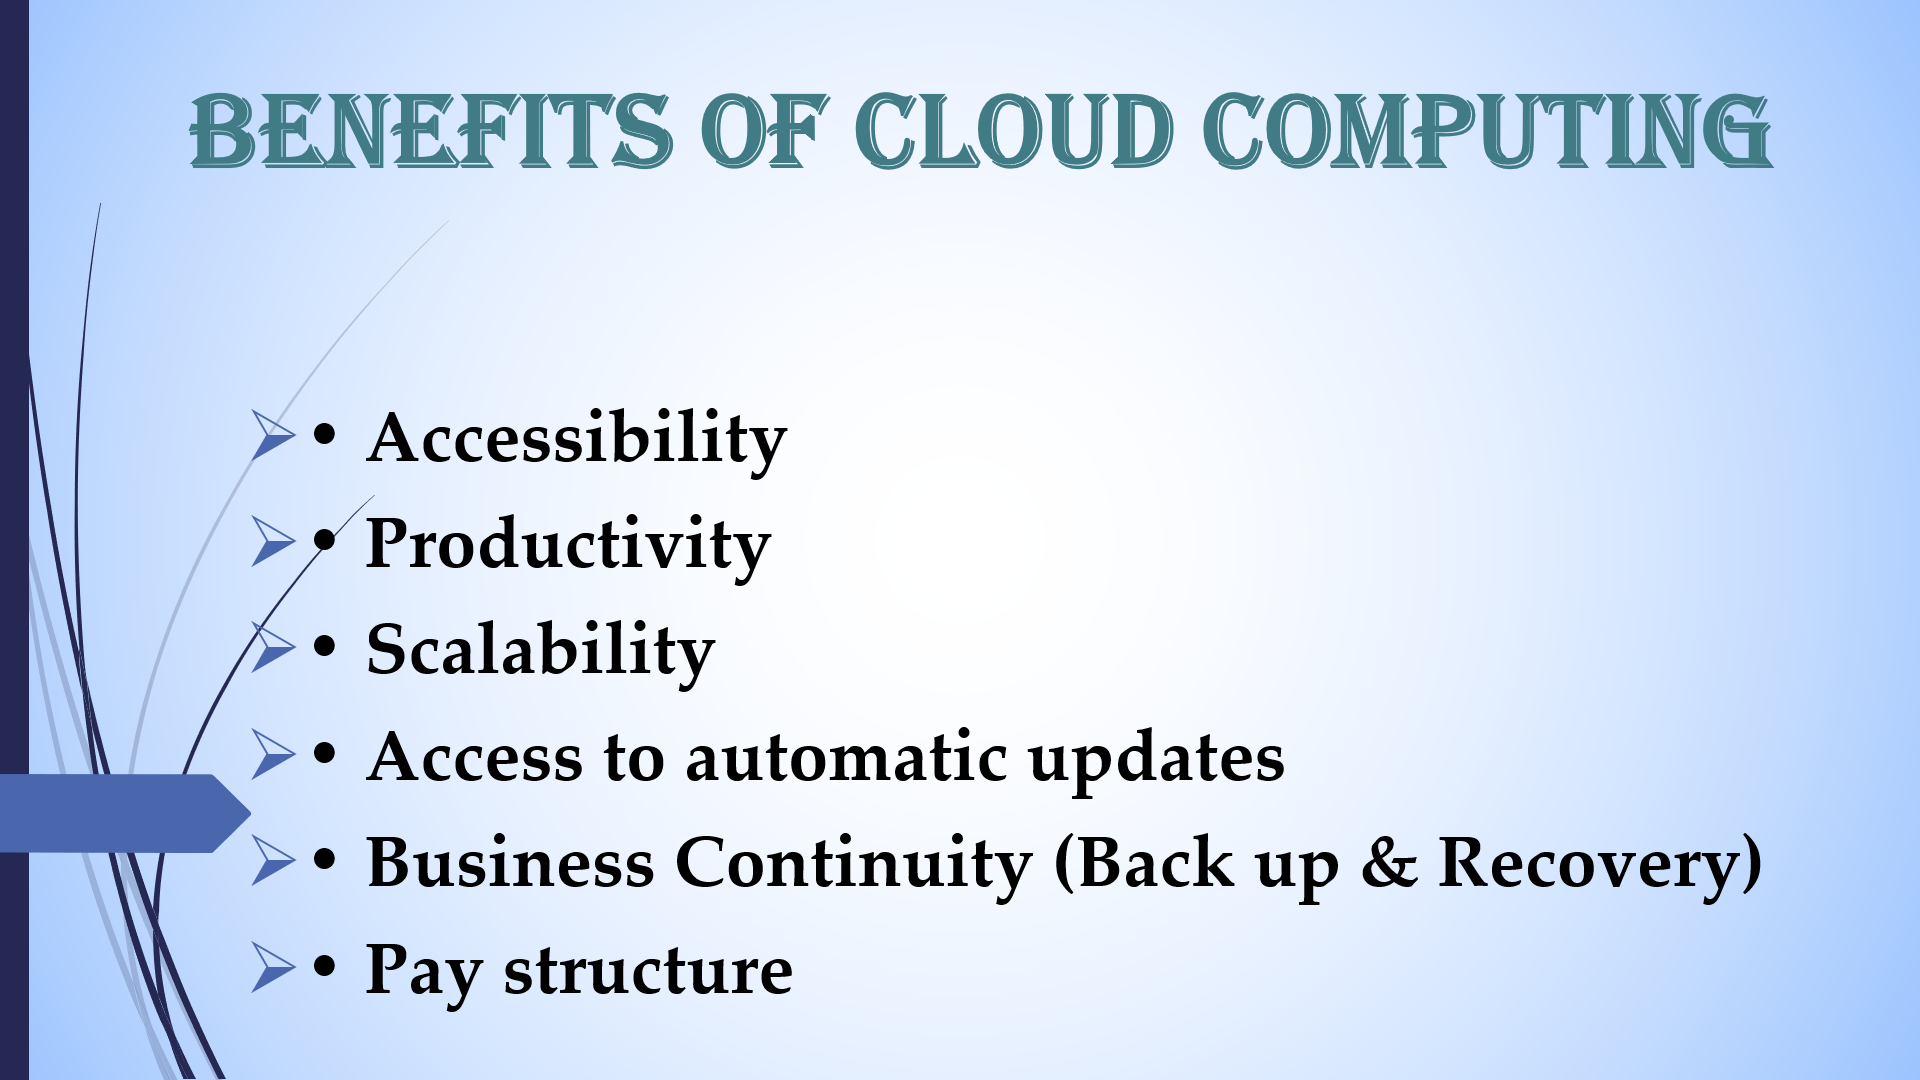 BENEFITS OF CLOUD COMPUTING
➢• Accessibility
➢• Productivity
➢• Scalability
➢• Access to automatic updates
➢• Business Continuity (Back up & Recovery)
➢• Pay structure